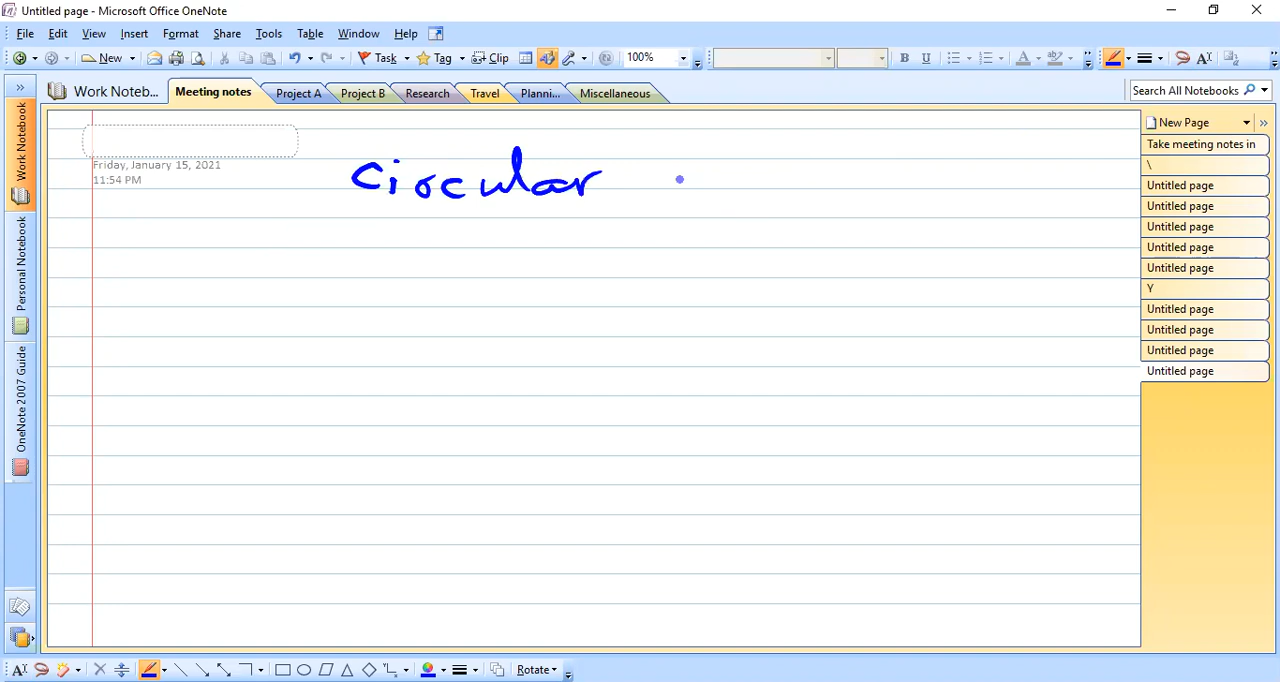 Untitled page - Microsoft Office OneNote
File Edit View Insert Format Share Tools Table Window Help
New Task Tag Clip 100% B U A ab A
Work Noteb... Meeting notes Project A Project B Research Travel Planni... Miscellaneous Search All Notebooks
New Page
Take meeting notes in
\
Untitled page
Untitled page
Untitled page
Untitled page
Untitled page
Y
Untitled page
Untitled page
Untitled page
Untitled page
Work Notebook
Personal Notebook
OneNote 2007 Guide
Friday, January 15, 2021
11:54 PM
Circular
A Rotate